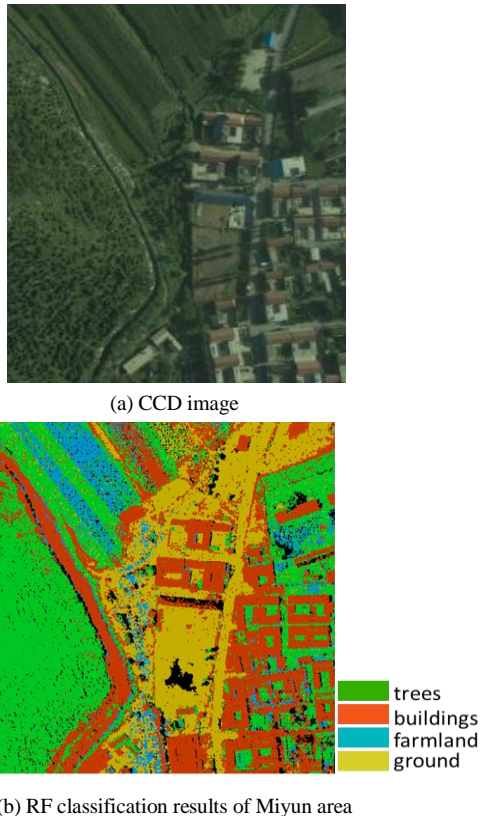 (a) CCD image
trees
buildings
farmland
ground
(b) RF classification results of Miyun area